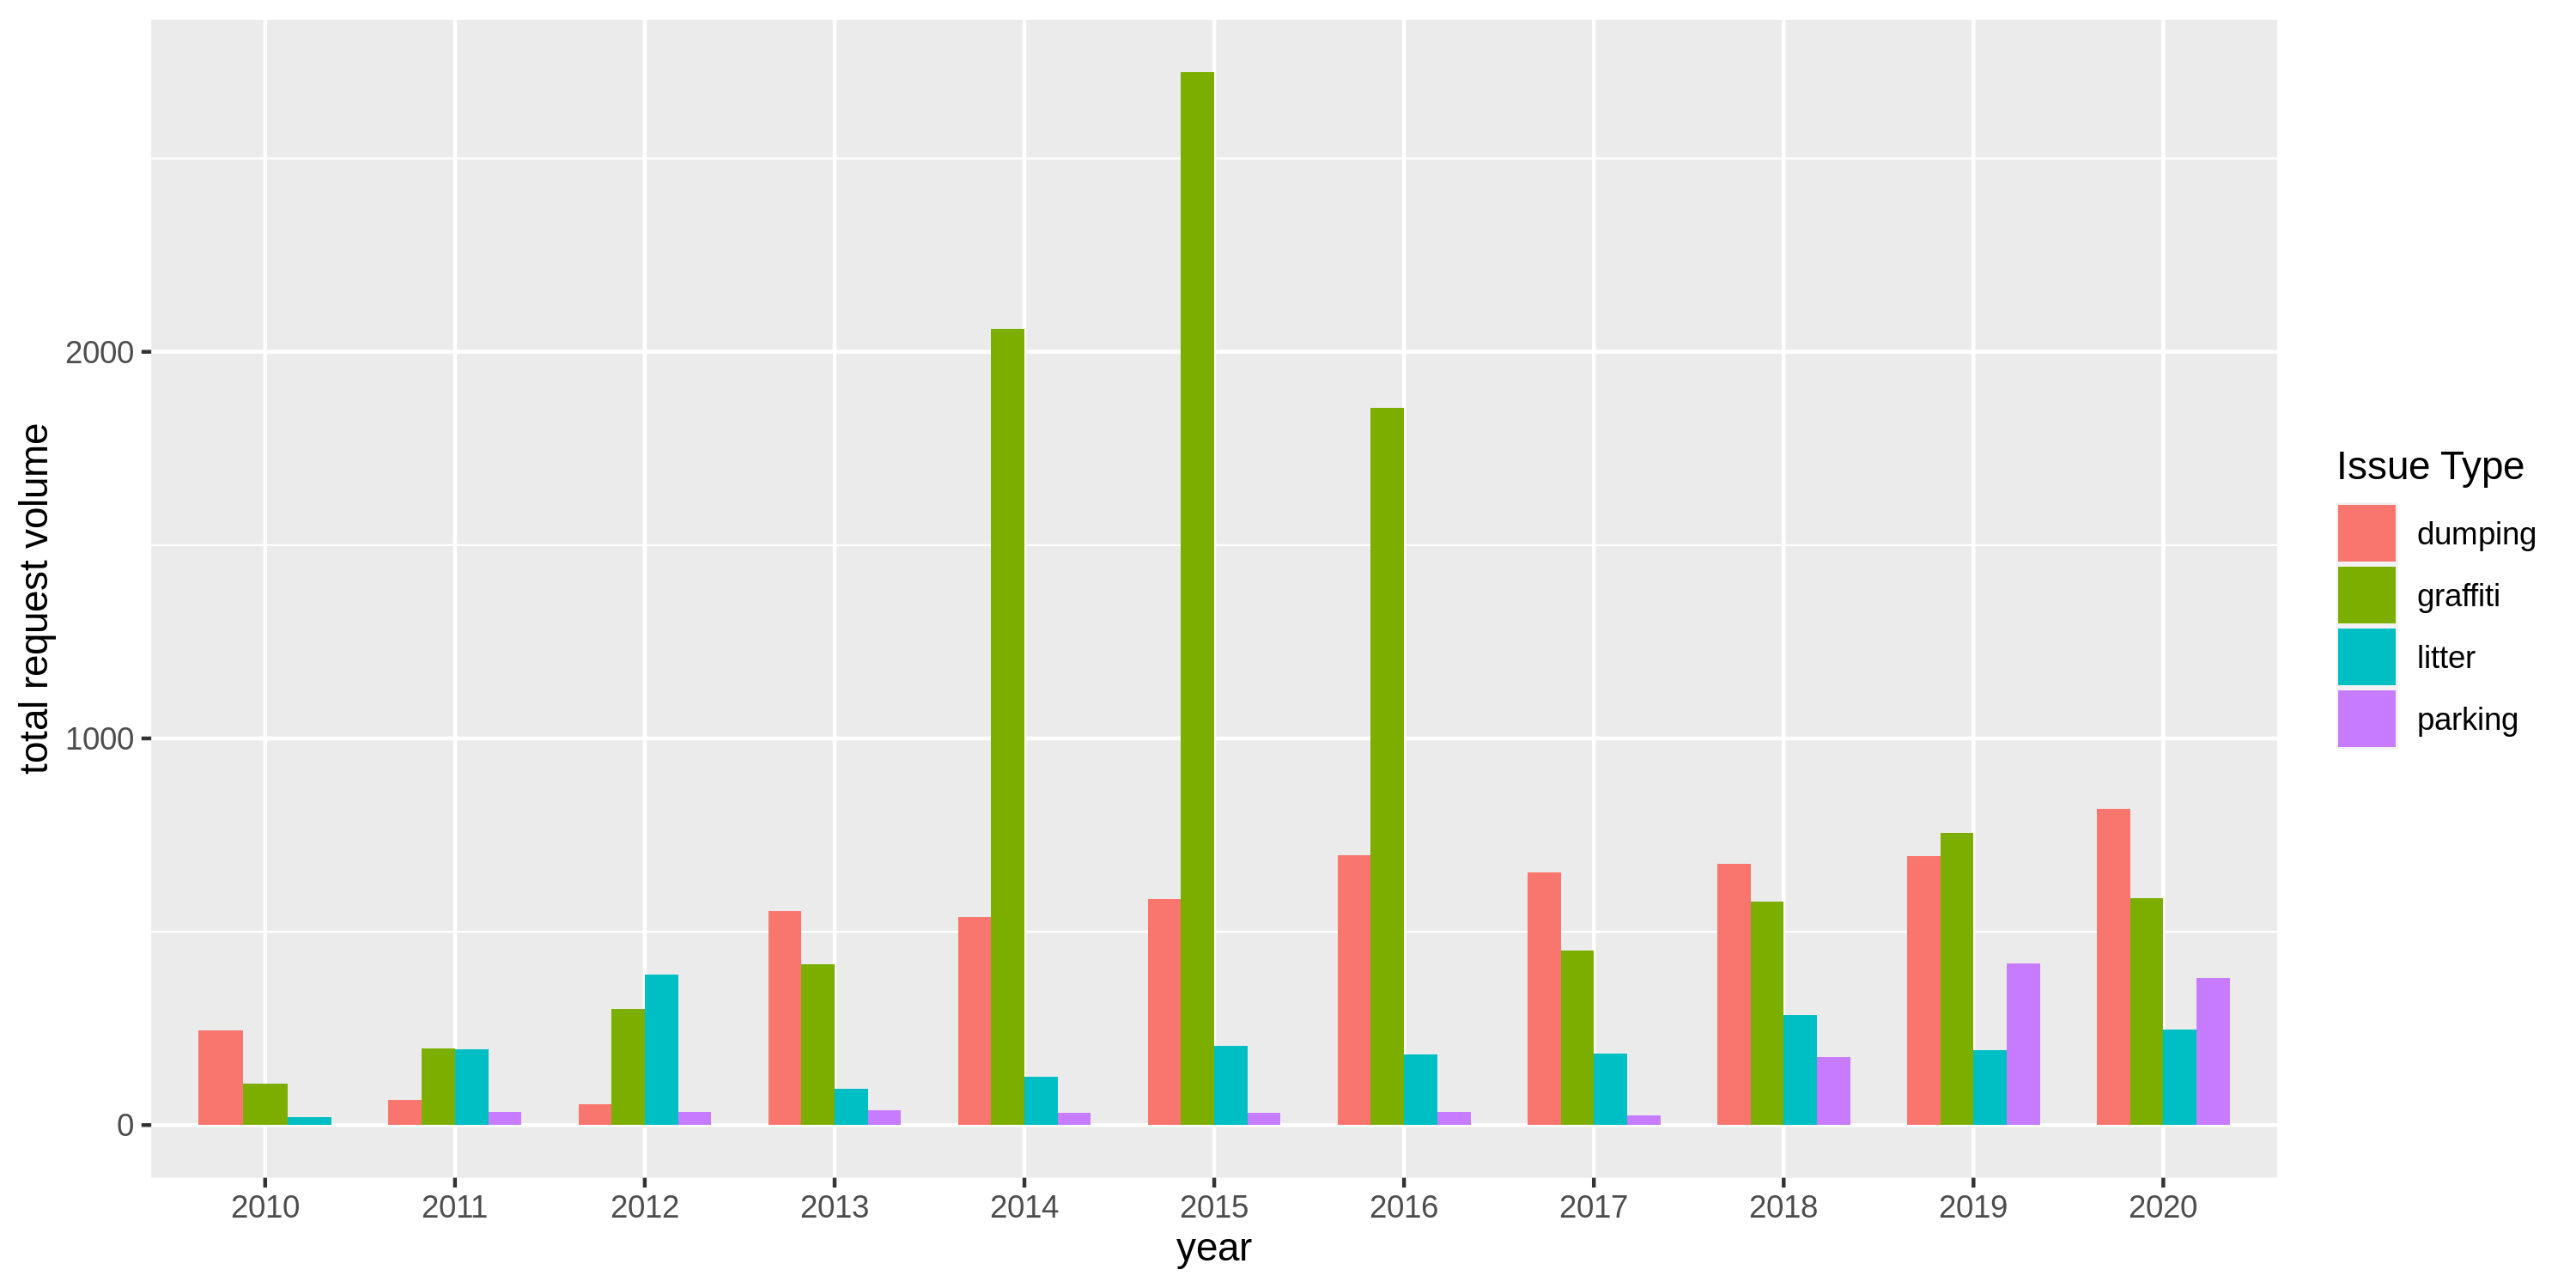 total request volume
2000
1000
0
2010 2011 2012 2013 2014 2015 2016 2017 2018 2019 2020
year
Issue Type
dumping
graffiti
litter
parking